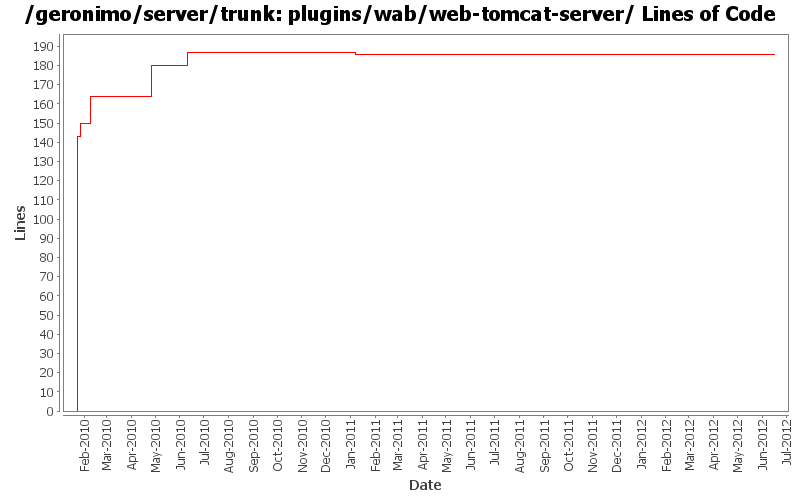 /geronimo/server/trunk: plugins/wab/web-tomcat-server/ Lines of Code
190
180
170
160
150
140
130
120
110
100
90
80
70
60
50
40
30
20
10
0
Lines
Feb-2010
Mar-2010
Apr-2010
May-2010
Jun-2010
Jul-2010
Aug-2010
Sep-2010
Oct-2010
Nov-2010
Dec-2010
Jan-2011
Feb-2011
Mar-2011
Apr-2011
May-2011
Jun-2011
Jul-2011
Aug-2011
Sep-2011
Oct-2011
Nov-2011
Dec-2011
Jan-2012
Feb-2012
Mar-2012
Apr-2012
May-2012
Jun-2012
Jul-2012
Date